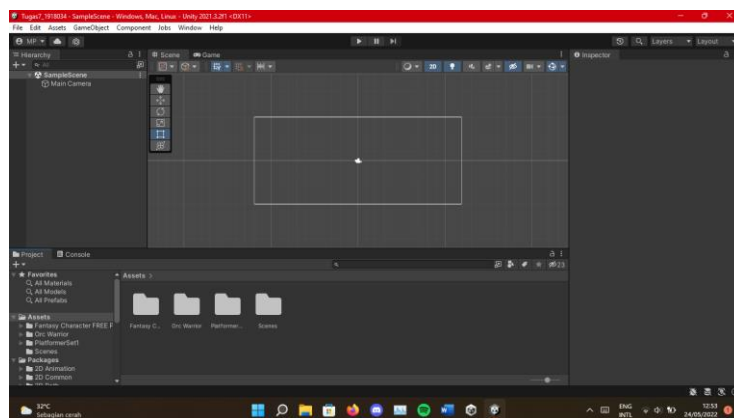 Tugas7_1918034 - SampleScene - Windows, Mac, Linux - Unity 2021.3.2f1 <DX11>
File Edit Assets GameObject Component Jobs Window Help
MP
Layers Layout
Hierarchy
Scene Game
Inspector
All
2D
SampleScene
Main Camera
Project Console
23
Favorites
Assets >
All Materials
All Models
All Prefabs
Assets
Fantasy Character FREE F
Orc Warrior
PlatformerSet1
Scenes
Fantasy C... Orc Warrior Platformer... Scenes
Packages
2D Animation
2D Common
32°C
Sebagian cerah
ENG
INTL
12:53
24/05/2022